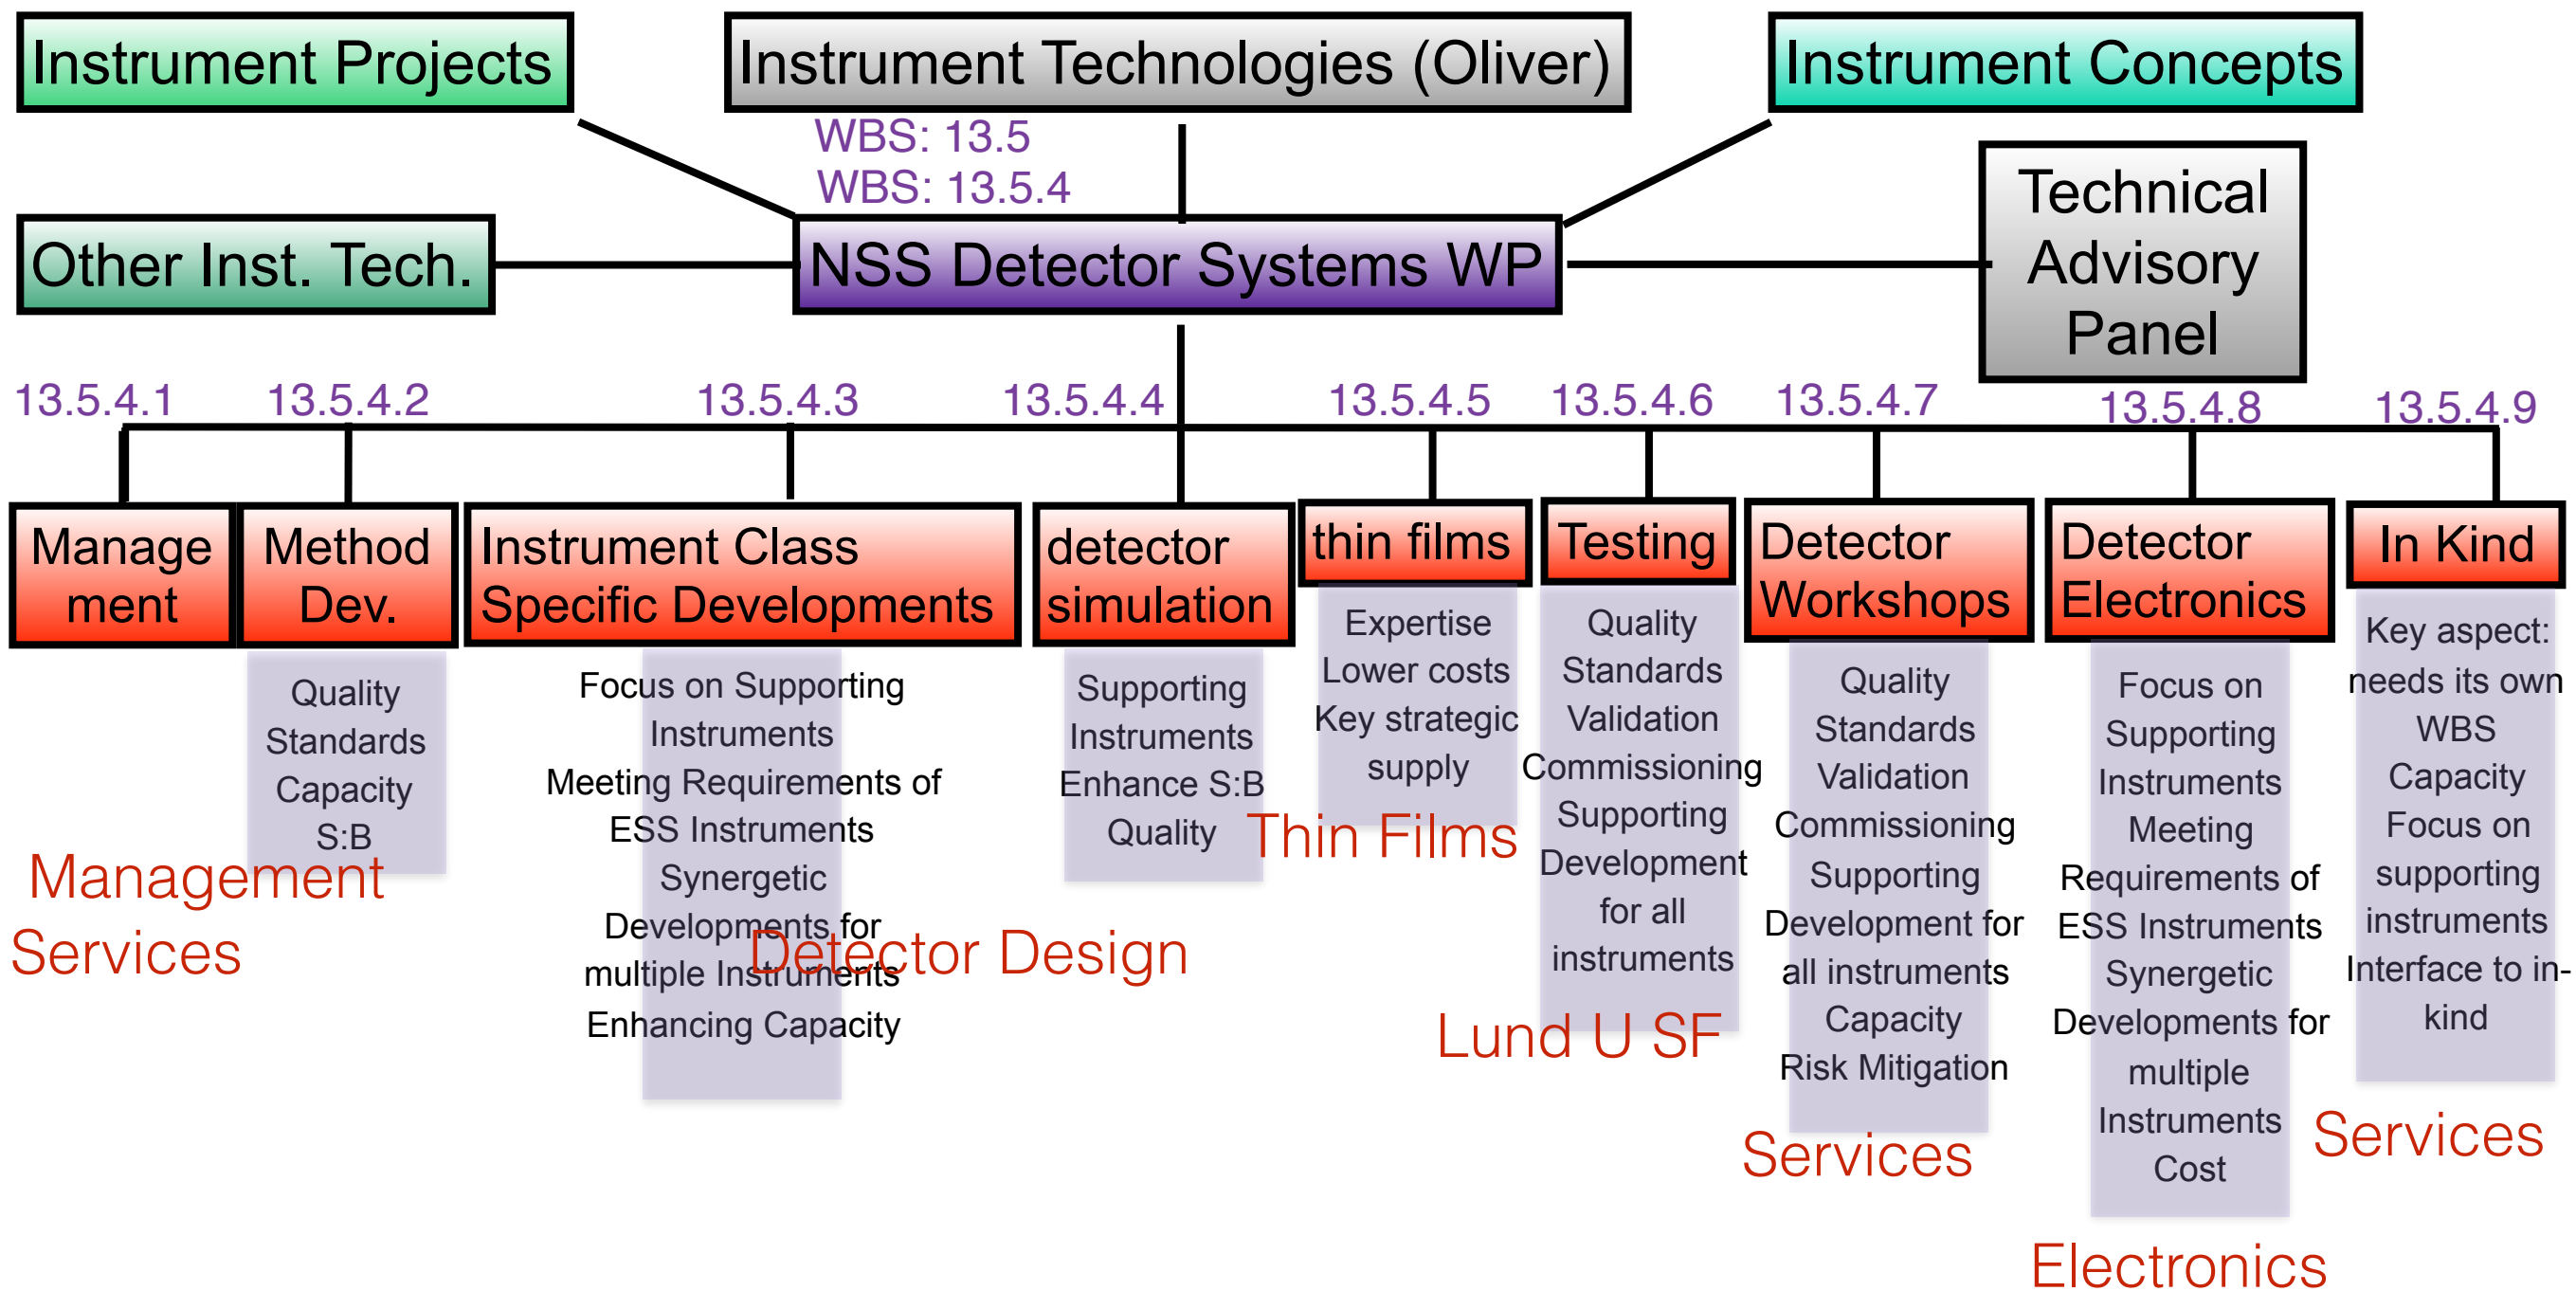 Instrument Projects
Instrument Technologies (Oliver)
Instrument Concepts
WBS: 13.5
WBS: 13.5.4
Other Inst. Tech.
NSS Detector Systems WP
Technical
Advisory
Panel
13.5.4.1
13.5.4.2
13.5.4.3
13.5.4.4
13.5.4.5
13.5.4.6
13.5.4.7
13.5.4.8
13.5.4.9
Manage
ment
Method
Dev.
Instrument Class
Specific Developments
detector
simulation
thin films
Testing
Detector
Workshops
Detector
Electronics
In Kind
Quality
Standards
Capacity
S:B
Management
Services
Focus on Supporting
Instruments
Meeting Requirements of
ESS Instruments
Synergetic
Developments for
multiple Instruments
Enhancing Capacity
Detector Design
Supporting
Instruments
Enhance S:B
Quality
Expertise
Lower costs
Key strategic
supply
Thin Films
Quality
Standards
Validation
Commissioning
Supporting
Development
for all
instruments
Lund U SF
Quality
Standards
Validation
Commissioning
Supporting
Development for
all instruments
Capacity
Risk Mitigation
Services
Focus on
Supporting
Instruments
Meeting
Requirements of
ESS Instruments
Synergetic
Developments for
multiple
Instruments
Cost
Electronics
Key aspect:
needs its own
WBS
Capacity
Focus on
supporting
instruments
Interface to in-
kind
Services